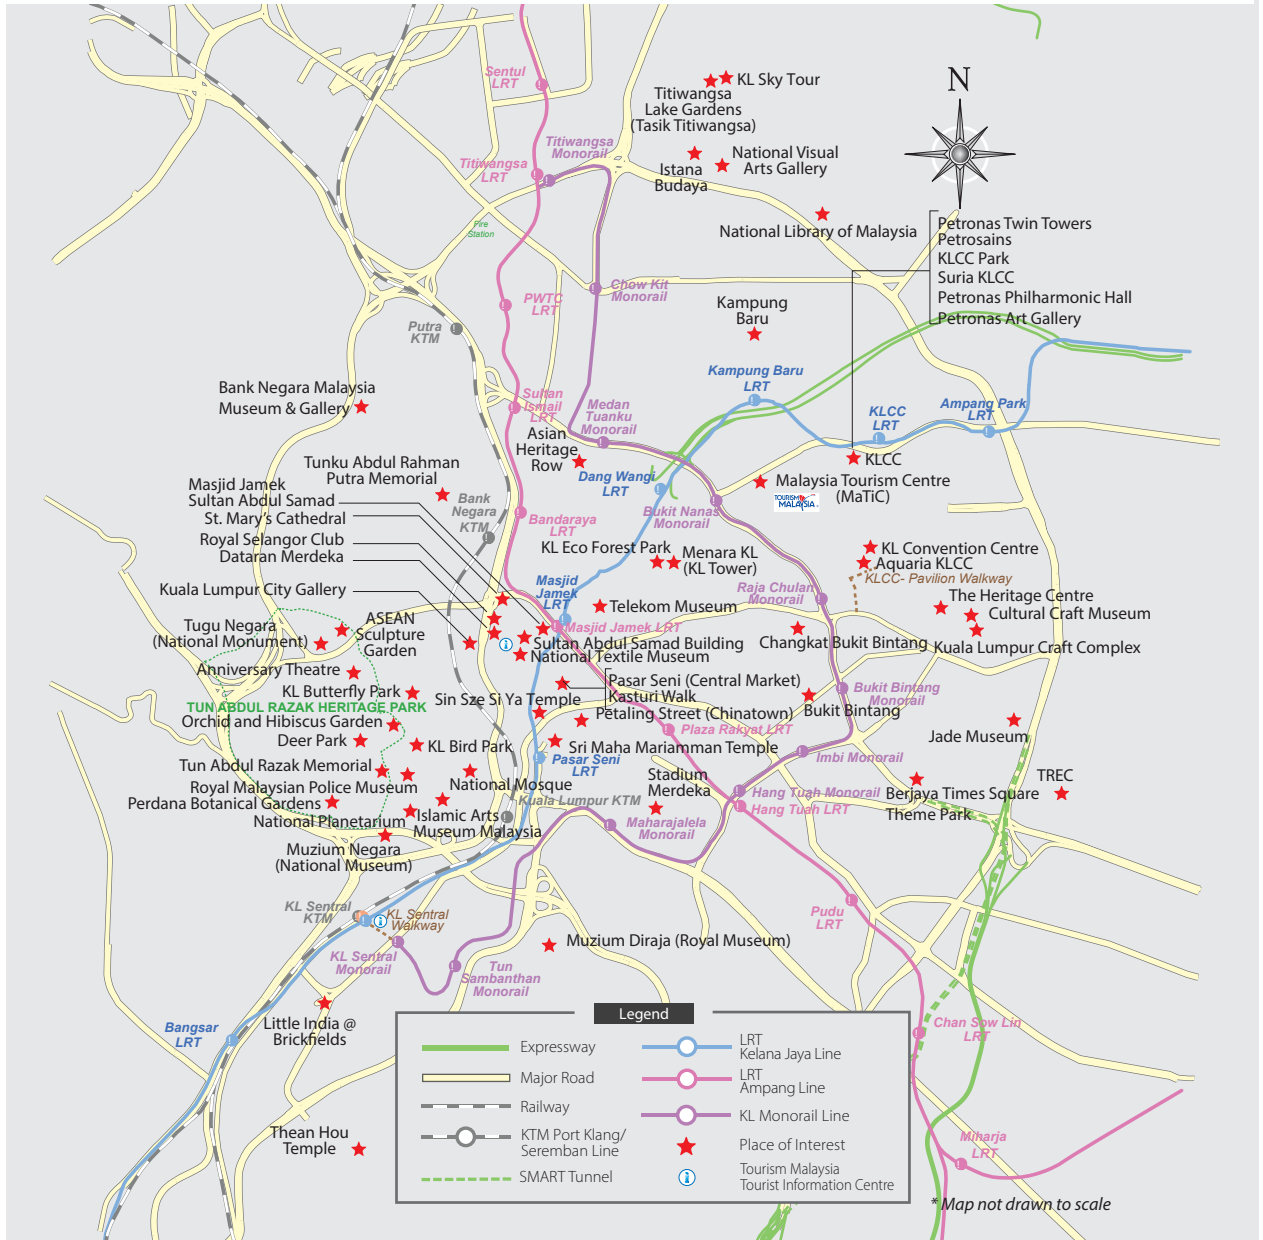 Sentul
LRT
KL Sky Tour
Titiwangsa
Lake Gardens
(Tasik Titiwangsa)
N
Titiwangsa
Monorail
Titiwangsa
LRT
National Visual
Arts Gallery
Istana
Budaya
Fire
Station
National Library of Malaysia
Petronas Twin Towers
Petrosains
KLCC Park
Suria KLCC
Petronas Philharmonic Hall
Petronas Art Gallery
Chow Kit
Monorail
PWTC
LRT
Kampung
Baru
Putra
KTM
Kampung Baru
LRT
Bank Negara Malaysia
Museum & Gallery
Sultan
Ismail
LRT
Medan
Tuanku
Monorail
KLCC
LRT
Ampang Park
LRT
Asian
Heritage
Row
KLCC
Tunku Abdul Rahman
Putra Memorial
Dang Wangi
LRT
Malaysia Tourism Centre
(MaTiC)
TOURISM
MALAYSIA
Masjid Jamek
Sultan Abdul Samad
St. Mary's Cathedral
Royal Selangor Club
Dataran Merdeka
Kuala Lumpur City Gallery
Bank
Negara
KTM
Bandaraya
LRT
Bukit Nanas
Monorail
KL Eco Forest Park
Menara KL
(KL Tower)
KL Convention Centre
Aquaria KLCC
KLCC- Pavilion Walkway
Masjid
Jamek
LRT
Raja Chulan
Monorail
The Heritage Centre
Cultural Craft Museum
Kuala Lumpur Craft Complex
Telekom Museum
Masjid Jamek LRT
Changkat Bukit Bintang
Tugu Negara
(National Monument)
ASEAN
Sculpture
Garden
Sultan Abdul Samad Building
National Textile Museum
Anniversary Theatre
KL Butterfly Park
TUN ABDUL RAZAK HERITAGE PARK
Sin Sze Si Ya Temple
Pasar Seni (Central Market)
Kasturi Walk
Petaling Street (Chinatown)
Bukit Bintang
Monorail
Bukit Bintang
Orchid and Hibiscus Garden
Deer Park
KL Bird Park
Plaza Rakyat LRT
Jade Museum
Sri Maha Mariamman Temple
Pasar Seni
LRT
Imbi Monorail
Tun Abdul Razak Memorial
Royal Malaysian Police Museum
National Mosque
Stadium
Merdeka
TREC
Berjaya Times Square
Theme Park
Perdana Botanical Gardens
Kuala Lumpur KTM
Hang Tuah Monorail
Hang Tuah LRT
National Planetarium
Islamic Arts
Museum Malaysia
Maharajalela
Monorail
Muzium Negara
(National Museum)
KL Sentral
KTM
KL Sentral
Walkway
Pudu
LRT
Muzium Diraja (Royal Museum)
KL Sentral
Monorail
Tun
Sambanthan
Monorail
Little India @
Brickfields
Bangsar
LRT
Chan Sow Lin
LRT
Legend
Expressway
Major Road
Railway
KTM Port Klang/
Seremban Line
SMART Tunnel
LRT
Kelana Jaya Line
LRT
Ampang Line
KL Monorail Line
Place of Interest
Tourism Malaysia
Tourist Information Centre
Thean Hou
Temple
Miharja
LRT
* Map not drawn to scale